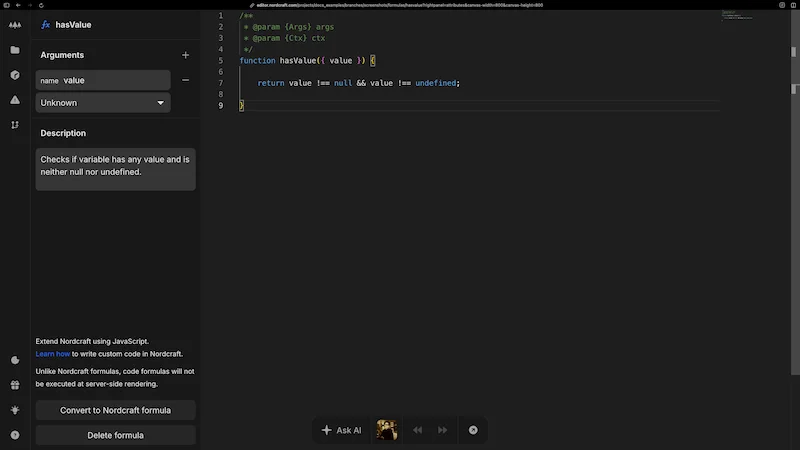 editor.nordcraft.com/projects/docs_examples/branches/screenshots/formulas/hasvalue?rightpanel=attributes&canvas-width=800&canvas-height=800
hasValue
Arguments
name value
Unknown
Description
Checks if variable has any value and is
neither null nor undefined.
Extend Nordcraft using JavaScript.
Learn how to write custom code in Nordcraft.
Unlike Nordcraft formulas, code formulas will not
be executed at server-side rendering.
Convert to Nordcraft formula
Delete formula
1 /**
2 * @param {Args} args
3 * @param {Ctx} ctx
4 */
5 function hasValue({ value }) {
6
7 return value !== null && value !== undefined;
8
9 }
Ask AI